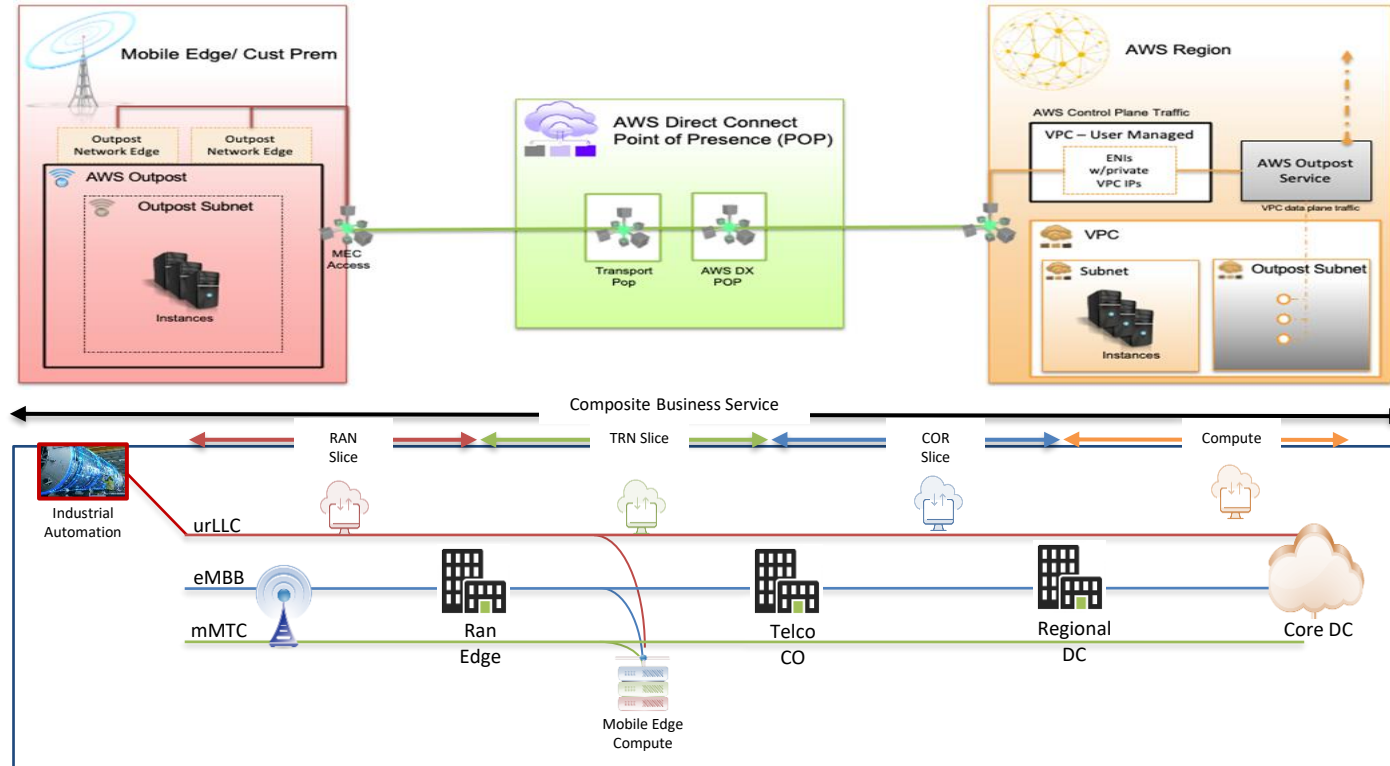 Mobile Edge/ Cust Prem
Outpost
Network Edge
Outpost
Network Edge
AWS Outpost
Outpost Subnet
Instances
MEC
Access
AWS Direct Connect
Point of Presence (POP)
Transport
Pop
AWS DX
POP
AWS Region
AWS Control Plane Traffic
VPC – User Managed
ENIs
w/private
VPC IPs
AWS Outpost
Service
VPC data plane traffic
VPC
Subnet
Instances
Outpost Subnet
Composite Business Service
RAN
Slice
TRN Slice
COR
Slice
Compute
Industrial
Automation
urLLC
eMBB
mMTC
Ran
Edge
Telco
CO
Regional
DC
Core DC
Mobile Edge
Compute